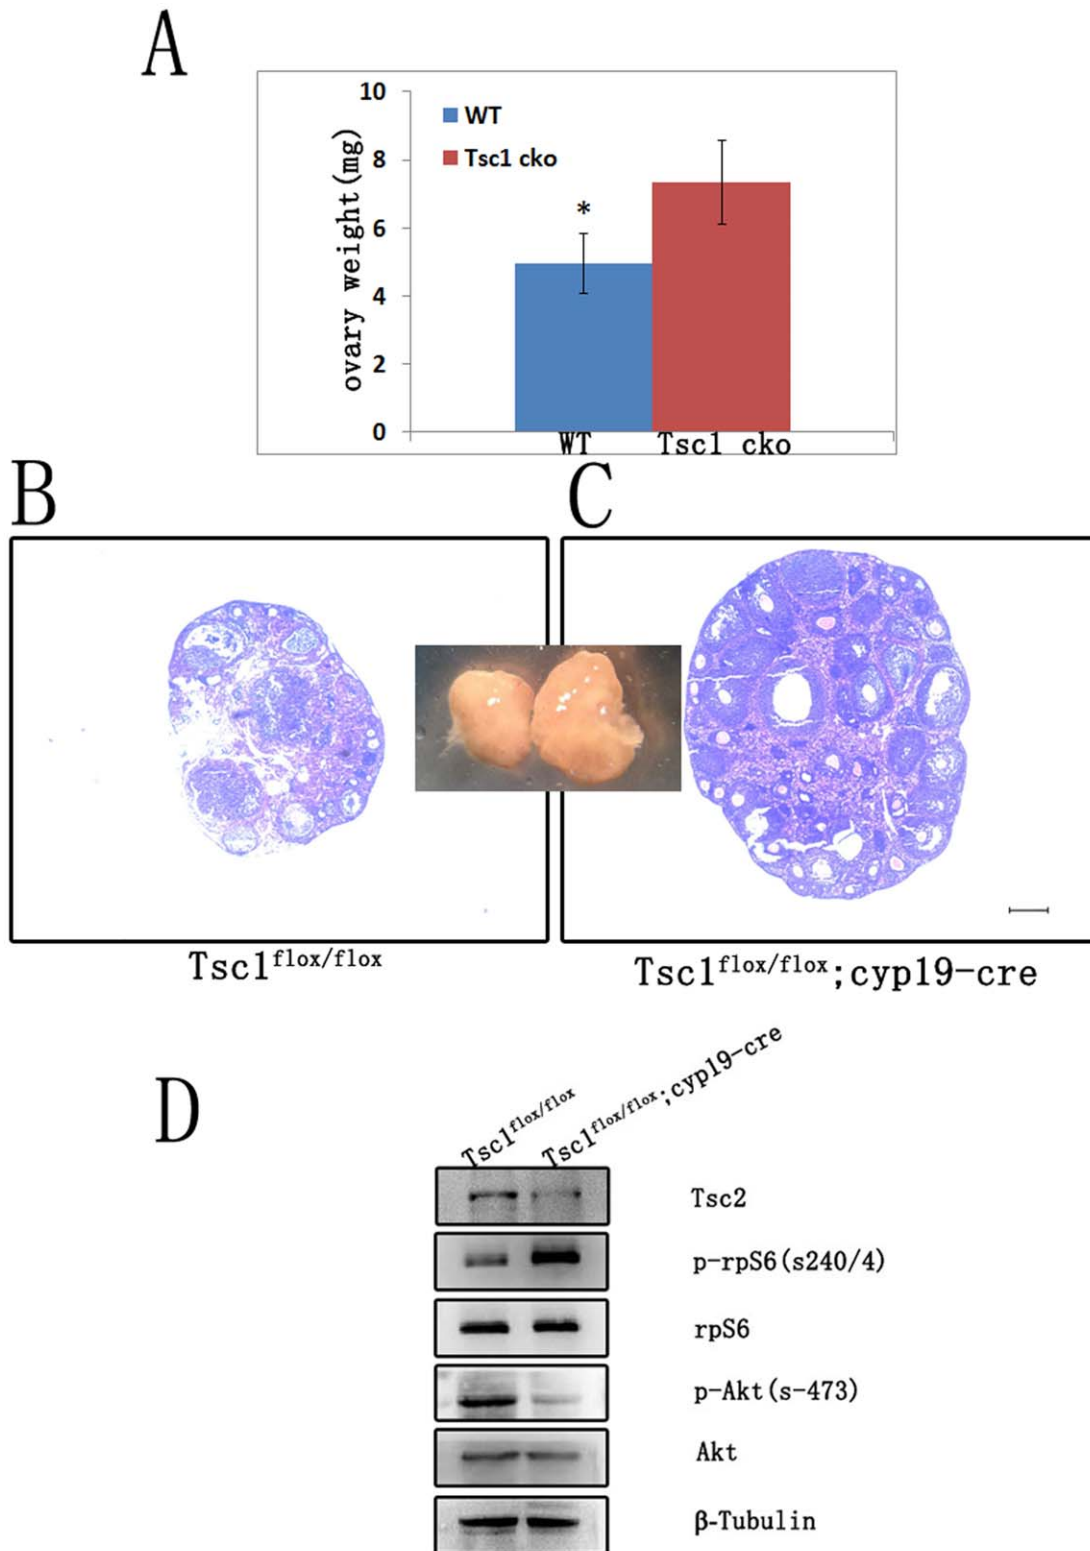 A
10
8
6
4
2
0
ovary weight(mg)
WT
Tsc1 cko
*
WT Tsc1 cko
B
C
Tsc1flox/flox
Tsc1flox/flox;cyp19-cre
D
Tsc1flox/flox
Tsc1flox/flox;cyp19-cre
Tsc2
p-rpS6(s240/4)
rpS6
p-Akt(s-473)
Akt
β-Tubulin